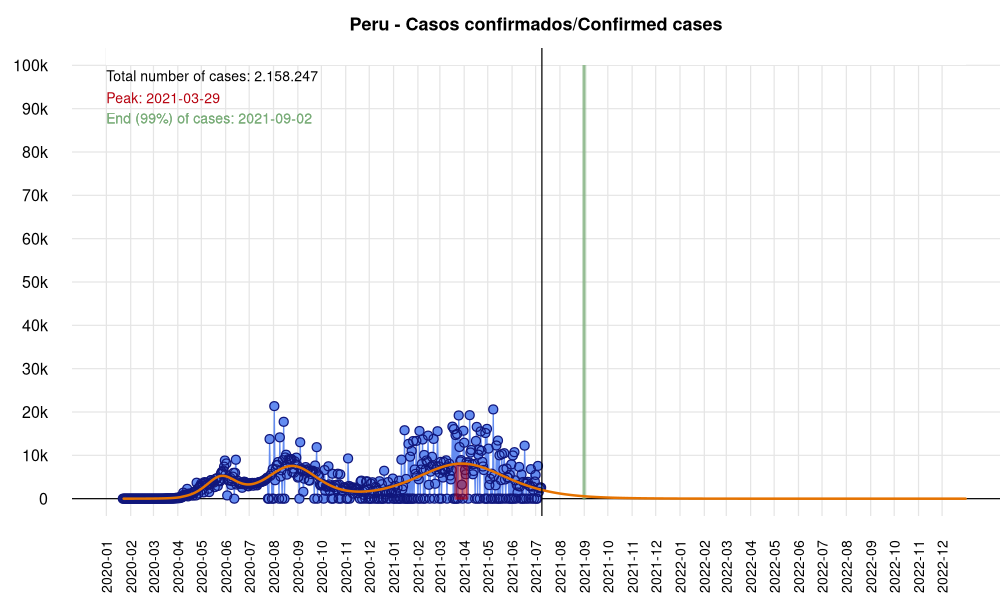 Peru - Casos confirmados/Confirmed cases
100k
90k
80k
70k
60k
50k
40k
30k
20k
10k
0
Total number of cases: 2.158.247
Peak: 2021-03-29
End (99%) of cases: 2021-09-02
2020-01
2020-02
2020-03
2020-04
2020-05
2020-06
2020-07
2020-08
2020-09
2020-10
2020-11
2020-12
2021-01
2021-02
2021-03
2021-04
2021-05
2021-06
2021-07
2021-08
2021-09
2021-10
2021-11
2021-12
2022-01
2022-02
2022-03
2022-04
2022-05
2022-06
2022-07
2022-08
2022-09
2022-10
2022-11
2022-12